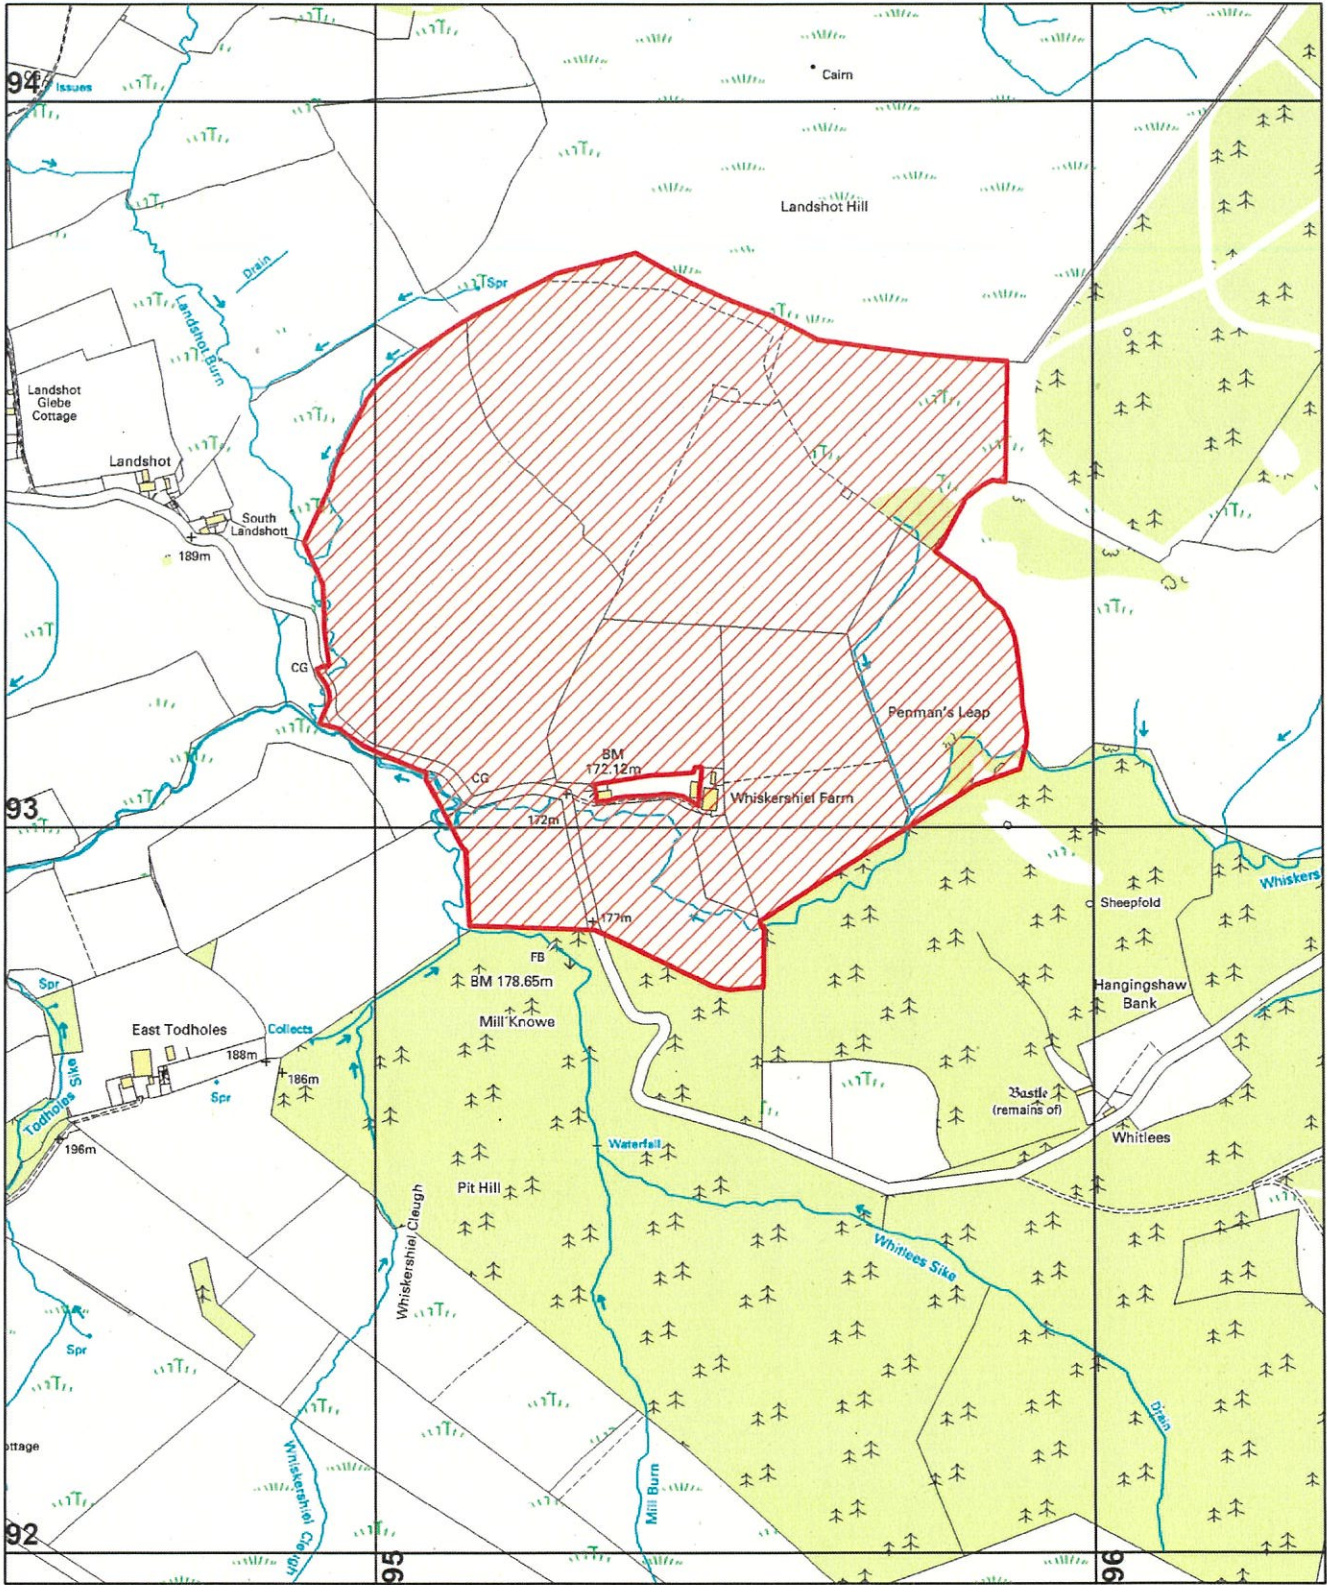 94
Issues
Cairn
Landshot Hill
Drain
Spr
Landshot Burn
Landshot
Glebe
Cottage
Landshot
South
Landshott
189m
CG
Penman's Leap
BM
172.12m
CG
Whiskershiel Farm
93
172m
Whiskers
Sheepfold
177m
FB
BM 178.65m
Hangingshaw
Bank
Spr
Mill Knowe
East Todholes
Collects
188m
186m
Todholes Sike
Spr
Bastle
(remains of)
Whitlees
196m
Waterfall
Pit Hill
Whiskershiel Cleugh
Whitlees Sike
Spr
Drain
ottage
Whiskershiel Cleugh
Mill Burn
92
95
96